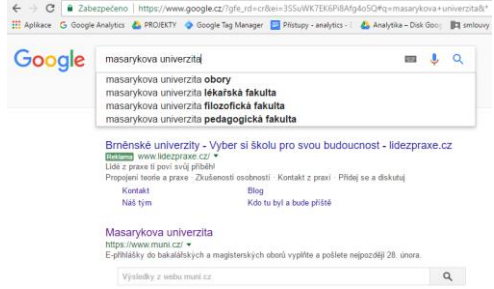 Zabezpečeno | https://www.google.cz/?gfe_rd=cr&ei=3SSuWK7EK6Pi8Afg4o5Q#q=masarykova+univerzita&*
Aplikace Google Analytics PROJEKTY Google Tag Manager Přístupy - analytics - Analytika – Disk Goog smlouvy
Google
masarykova univerzita
masarykova univerzita obory
masarykova univerzita lékařská fakulta
masarykova univerzita filozofická fakulta
masarykova univerzita pedagogická fakulta
Brněnské univerzity - Vyber si školu pro svou budoucnost - lidezpraxe.cz
Reklama www.lidezpraxe.cz/
Lidé z praxe ti poví svůj příběh!
Propojení teorie a praxe · Zkušenosti osobností · Kontakt z praxí · Přidej se a diskutuj
Kontakt Blog
Náš tým Kdo tu byl a bude příště
Masarykova univerzita
https://www.muni.cz/
E-přihlášky do bakalářských a magisterských oborů vyplňte a pošlete nejpozději 28. února.
Výsledky z webu muni.cz